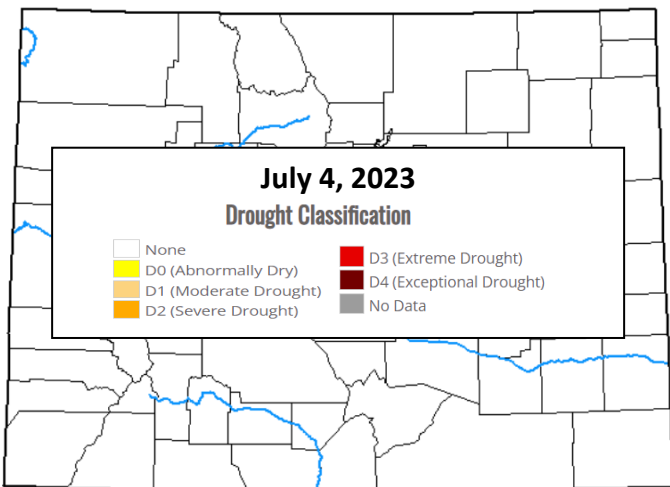 July 4, 2023
Drought Classification
None
D0 (Abnormally Dry)
D1 (Moderate Drought)
D2 (Severe Drought)
D3 (Extreme Drought)
D4 (Exceptional Drought)
No Data